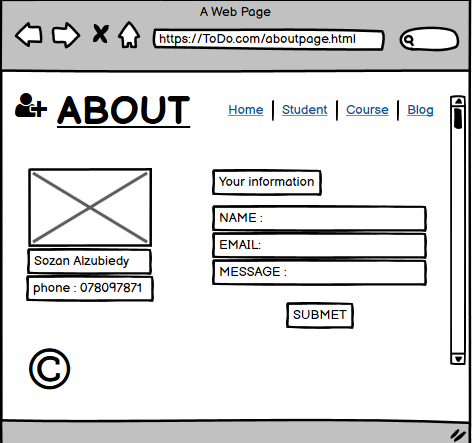 A Web Page
https://ToDo.com/aboutpage.html
ABOUT
Home | Student | Course | Blog
Your information
NAME :
EMAIL:
MESSAGE :
Sozan Alzubiedy
phone : 078097871
SUBMET
©